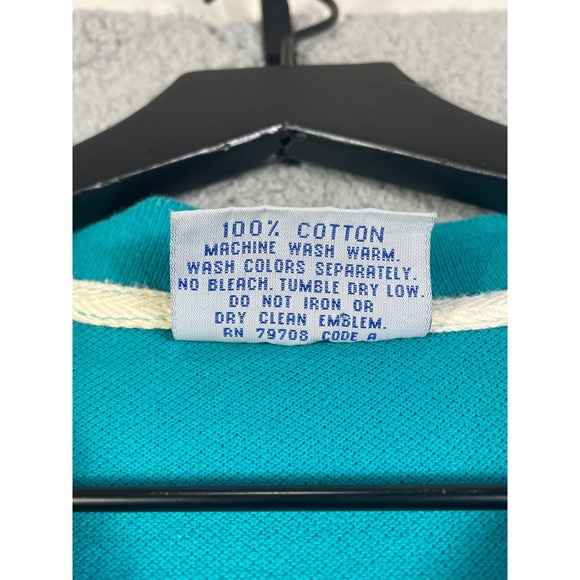 100% COTTON
MACHINE WASH WARM.
WASH COLORS SEPARATELY.
NO BLEACH. TUMBLE DRY LOW.
DO NOT IRON OR
DRY CLEAN EMBLEM.
RN 79708 CODE A